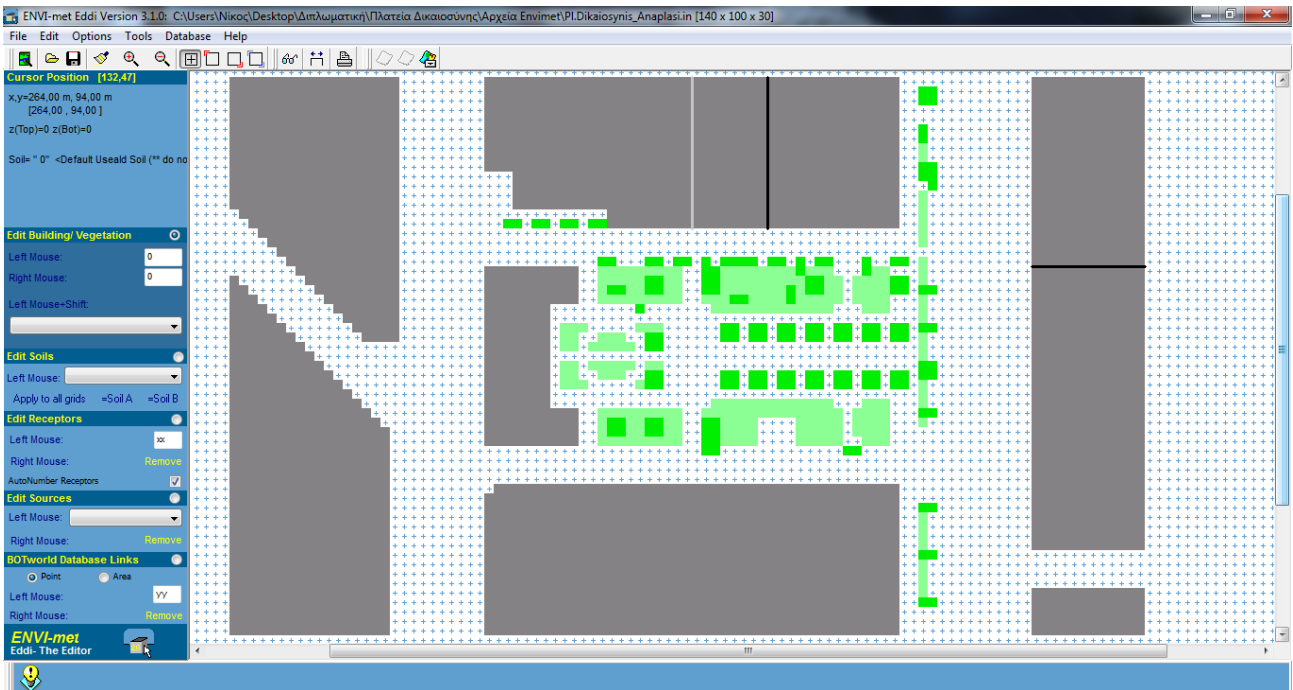 ENVI-met Eddi Version 3.1.0: C:\Users\Νίκος\Desktop\Διπλωματική\Πλατεία Δικαιοσύνης\Αρχεία Envimet\Pl.Dikaiosynis_Anaplasi.in [140 x 100 x 30]
File Edit Options Tools Database Help
Cursor Position [132,47]
x,y=264,00 m, 94,00 m
[264,00 , 94,00 ]
z(Top)=0 z(Bot)=0
Soil= " 0" <Default Useald Soil (** do no
Edit Building/ Vegetation
Left Mouse: 0
Right Mouse: 0
Left Mouse+Shift:
Edit Soils
Left Mouse:
Apply to all grids =Soil A =Soil B
Edit Receptors
Left Mouse: xx
Right Mouse: Remove
AutoNumber Receptors
Edit Sources
Left Mouse:
Right Mouse: Remove
BOTworld Database Links
Point Area
Left Mouse: yy
Right Mouse: Remove
ENVI-met
Eddi- The Editor